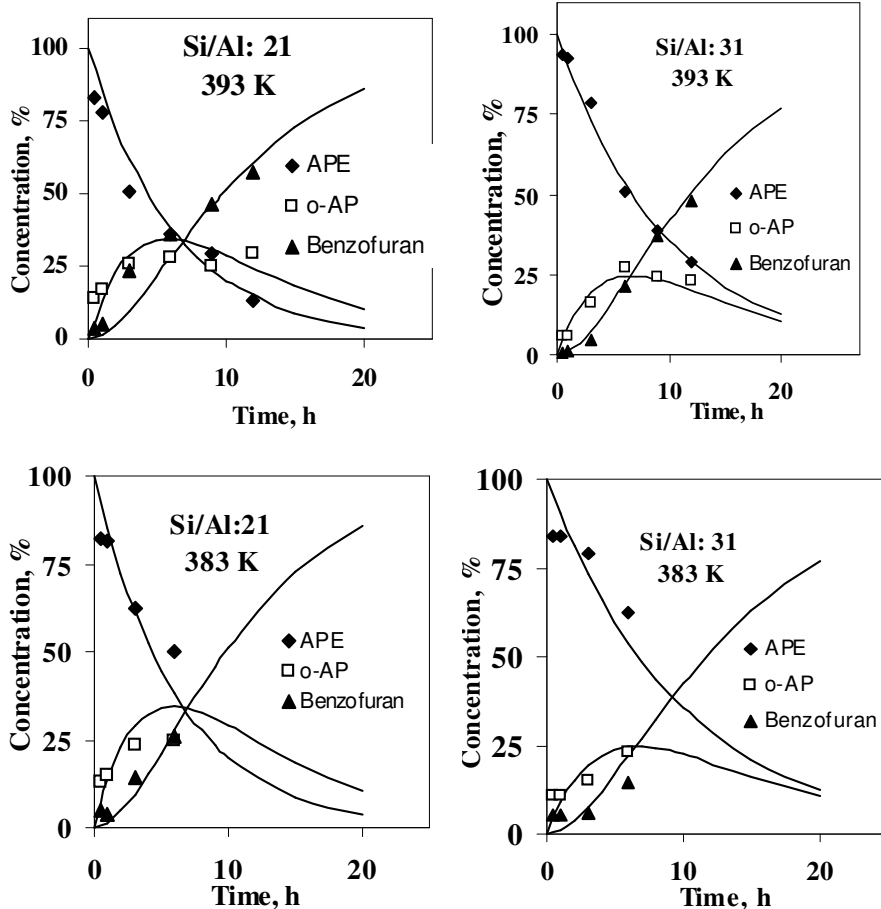 Si/Al: 21
393 K
Concentration, %
100
75
50
25
0
APE
o-AP
Benzofuran
0 10 20
Time, h
Si/Al: 31
393 K
Concentration, %
100
75
50
25
0
APE
o-AP
Benzofuran
0 10 20
Time, h
Si/Al:21
383 K
Concentration, %
100
75
50
25
0
APE
o-AP
Benzofuran
0 10 20
Time, h
Si/Al: 31
383 K
Concentration, %
100
75
50
25
0
APE
o-AP
Benzofuran
0 10 20
Time, h